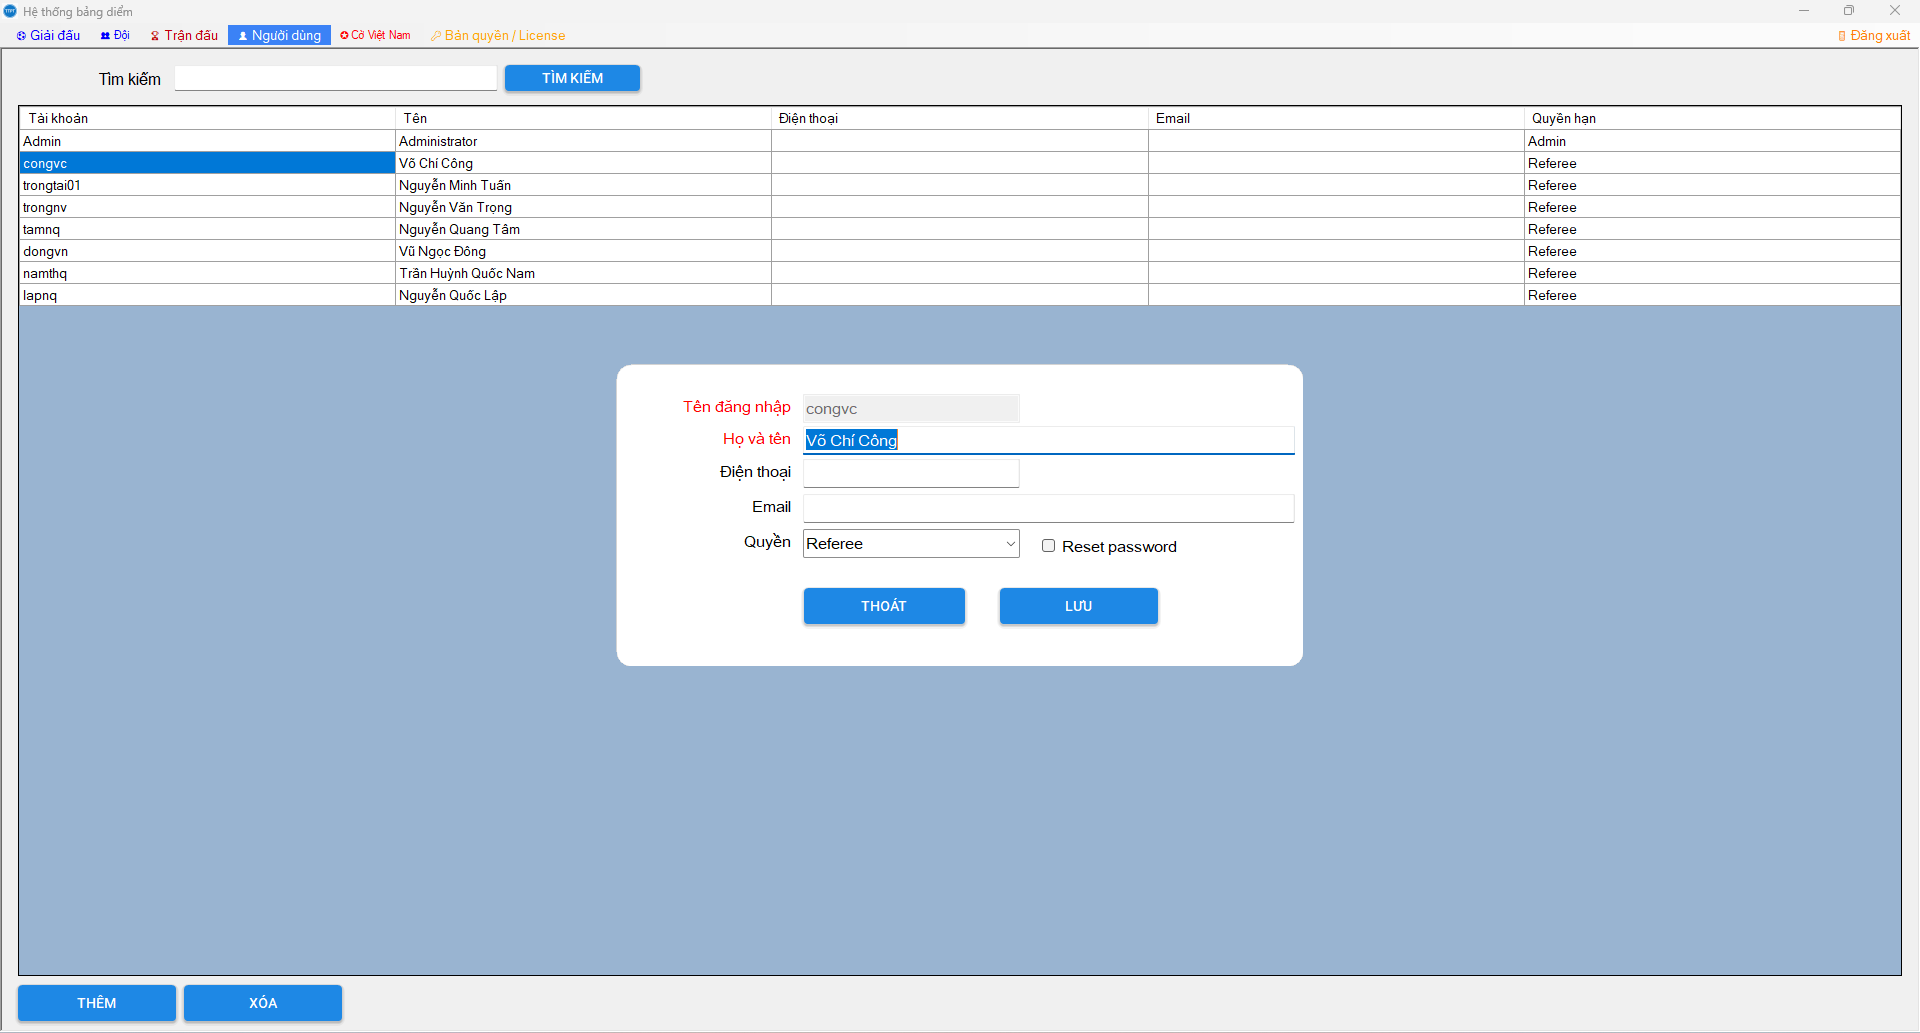 Hệ thống bảng điểm
Giải đấu Đội Trận đấu Người dùng Cờ Việt Nam Bản quyền / License Đăng xuất
Tìm kiếm TÌM KIẾM
Tài khoản Tên Điện thoại Email Quyền hạn
Admin Administrator Admin
congvc Võ Chí Công Referee
trongtai01 Nguyễn Minh Tuấn Referee
trongnv Nguyễn Văn Trọng Referee
tamnq Nguyễn Quang Tâm Referee
dongvn Vũ Ngọc Đông Referee
namthq Trần Huỳnh Quốc Nam Referee
lapnq Nguyễn Quốc Lập Referee
Tên đăng nhập congvc
Họ và tên Võ Chí Công
Điện thoại
Email
Quyền Referee Reset password
THOÁT LƯU
THÊM XÓA